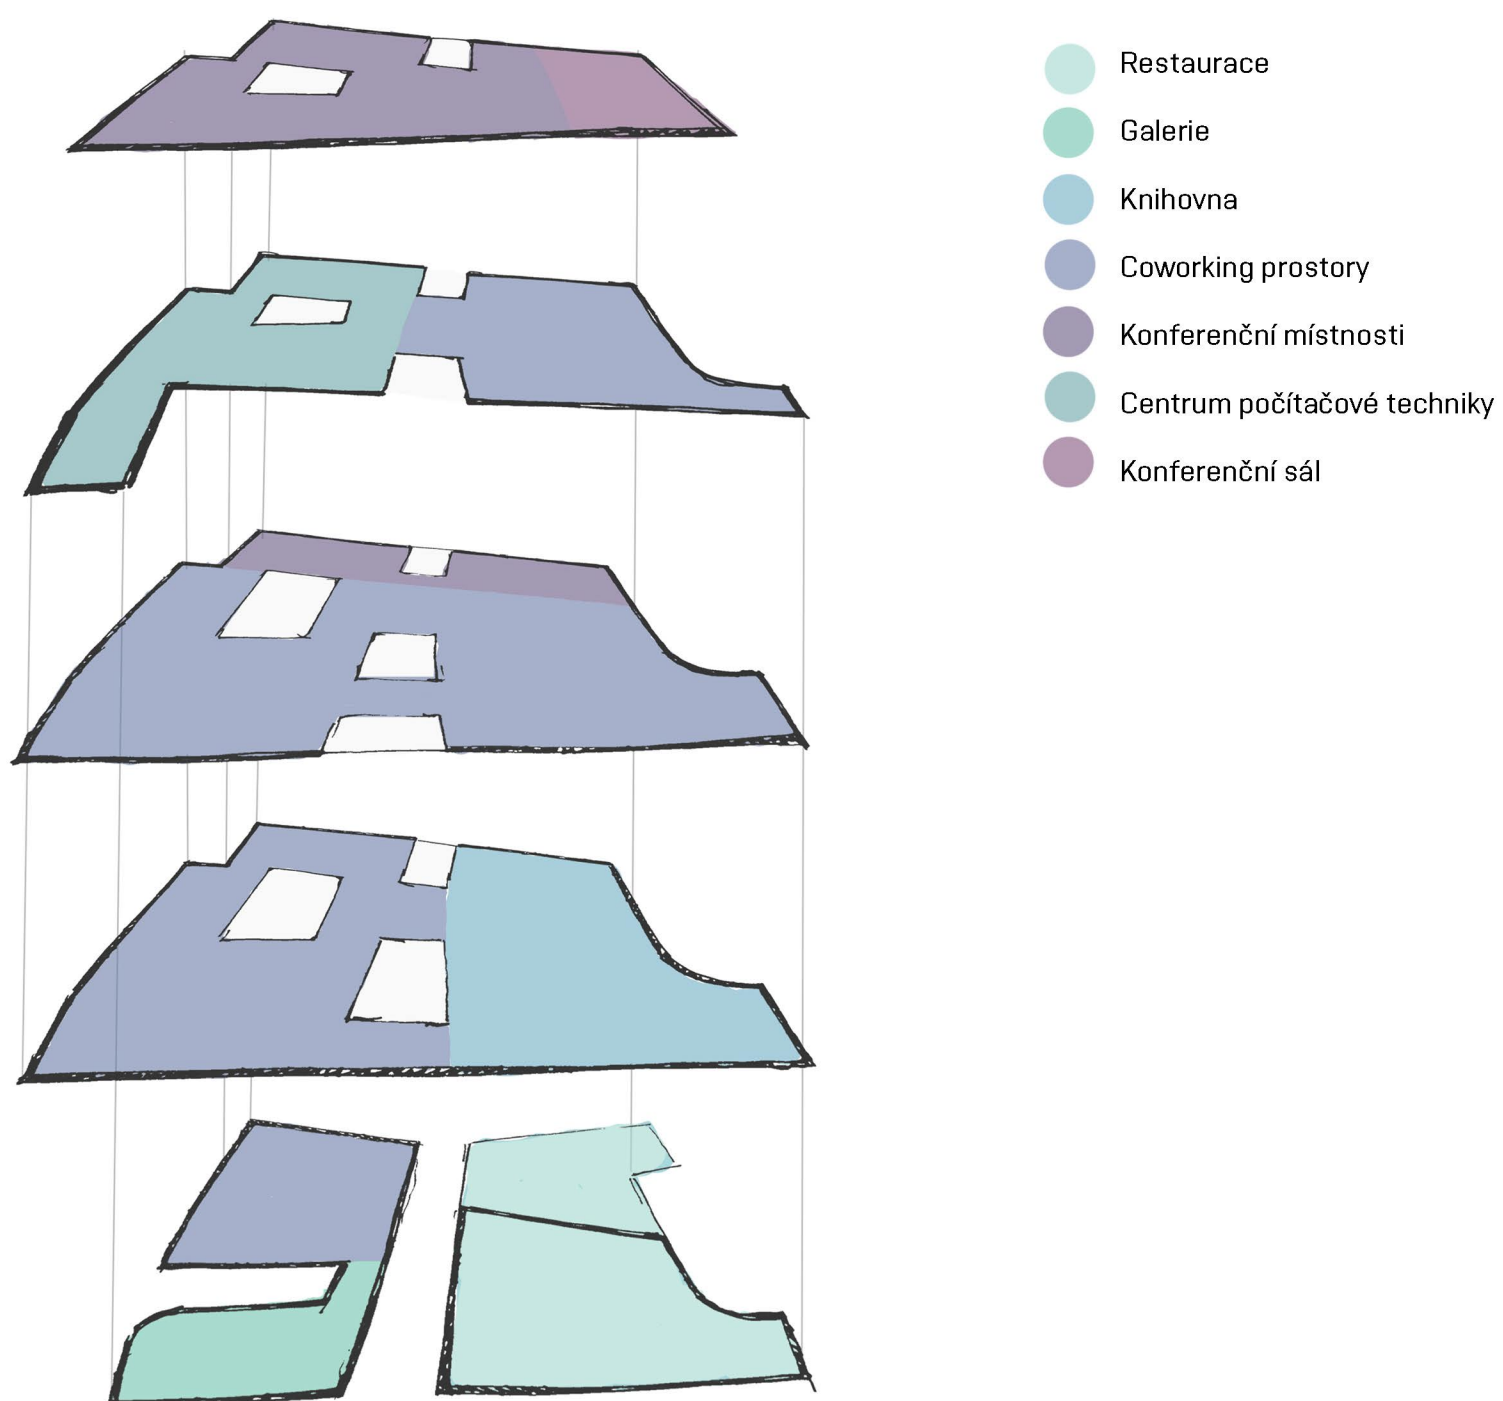 Restaurace
Galerie
Knihovna
Coworking prostory
Konferenční místnosti
Centrum počítačové techniky
Konferenční sál